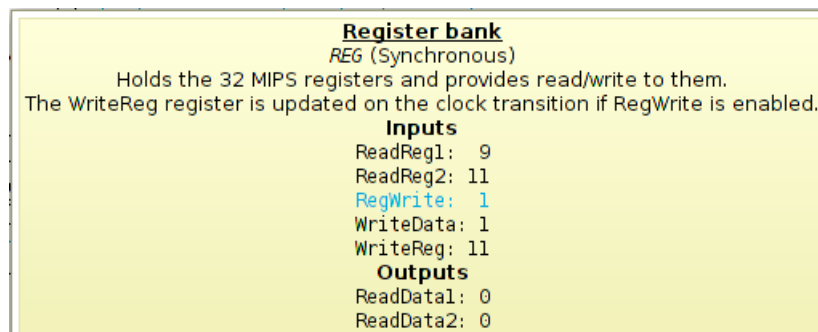 Register bank
REG (Synchronous)
Holds the 32 MIPS registers and provides read/write to them.
The WriteReg register is updated on the clock transition if RegWrite is enabled.
Inputs
ReadReg1: 9
ReadReg2: 11
RegWrite: 1
WriteData: 1
WriteReg: 11
Outputs
ReadData1: 0
ReadData2: 0